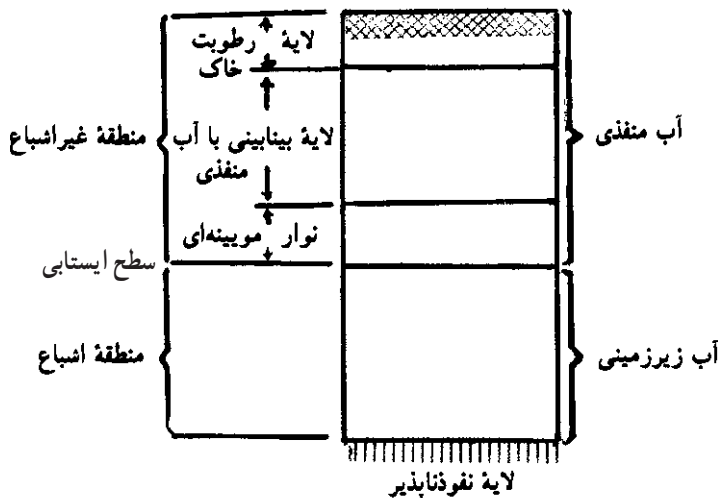 لایهٔ رطوبت
خاک
آب منفذی
لایهٔ بینابینی با آب
منفذی
منطقهٔ غیراشباع
نوار مویینه‌ای
سطح ایستابی
آب زیرزمینی
منطقهٔ اشباع
لایهٔ نفوذناپذیر